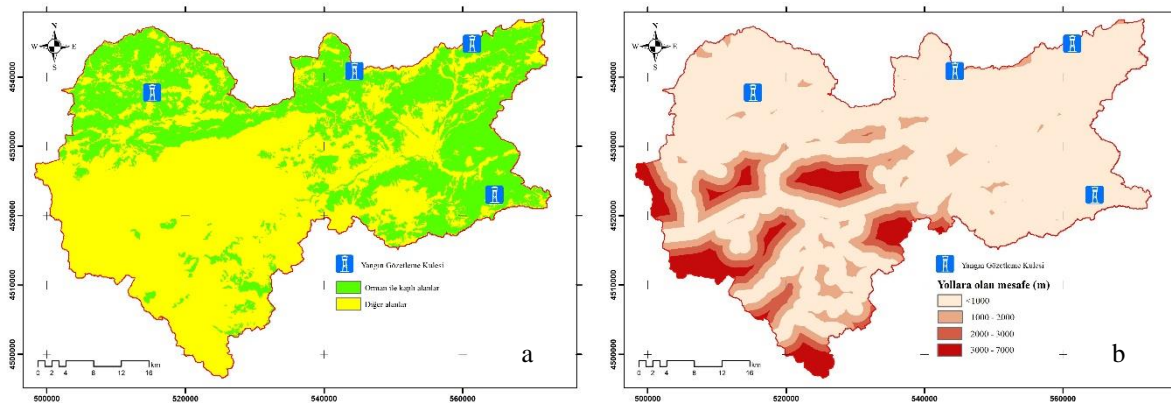 N
W E
S
4540000
4530000
4520000
4510000
4500000
Yangın Gözetleme Kulesi
Orman ile kaplı alanlar
Diğer alanlar
0 2 4 8 12 16
km
a
500000 520000 540000 560000
N
W E
S
4540000
4530000
4520000
4510000
4500000
Yangın Gözetleme Kulesi
Yollara olan mesafe (m)
<1000
1000 - 2000
2000 - 3000
3000 - 7000
0 2 4 8 12 16
km
b
500000 520000 540000 560000